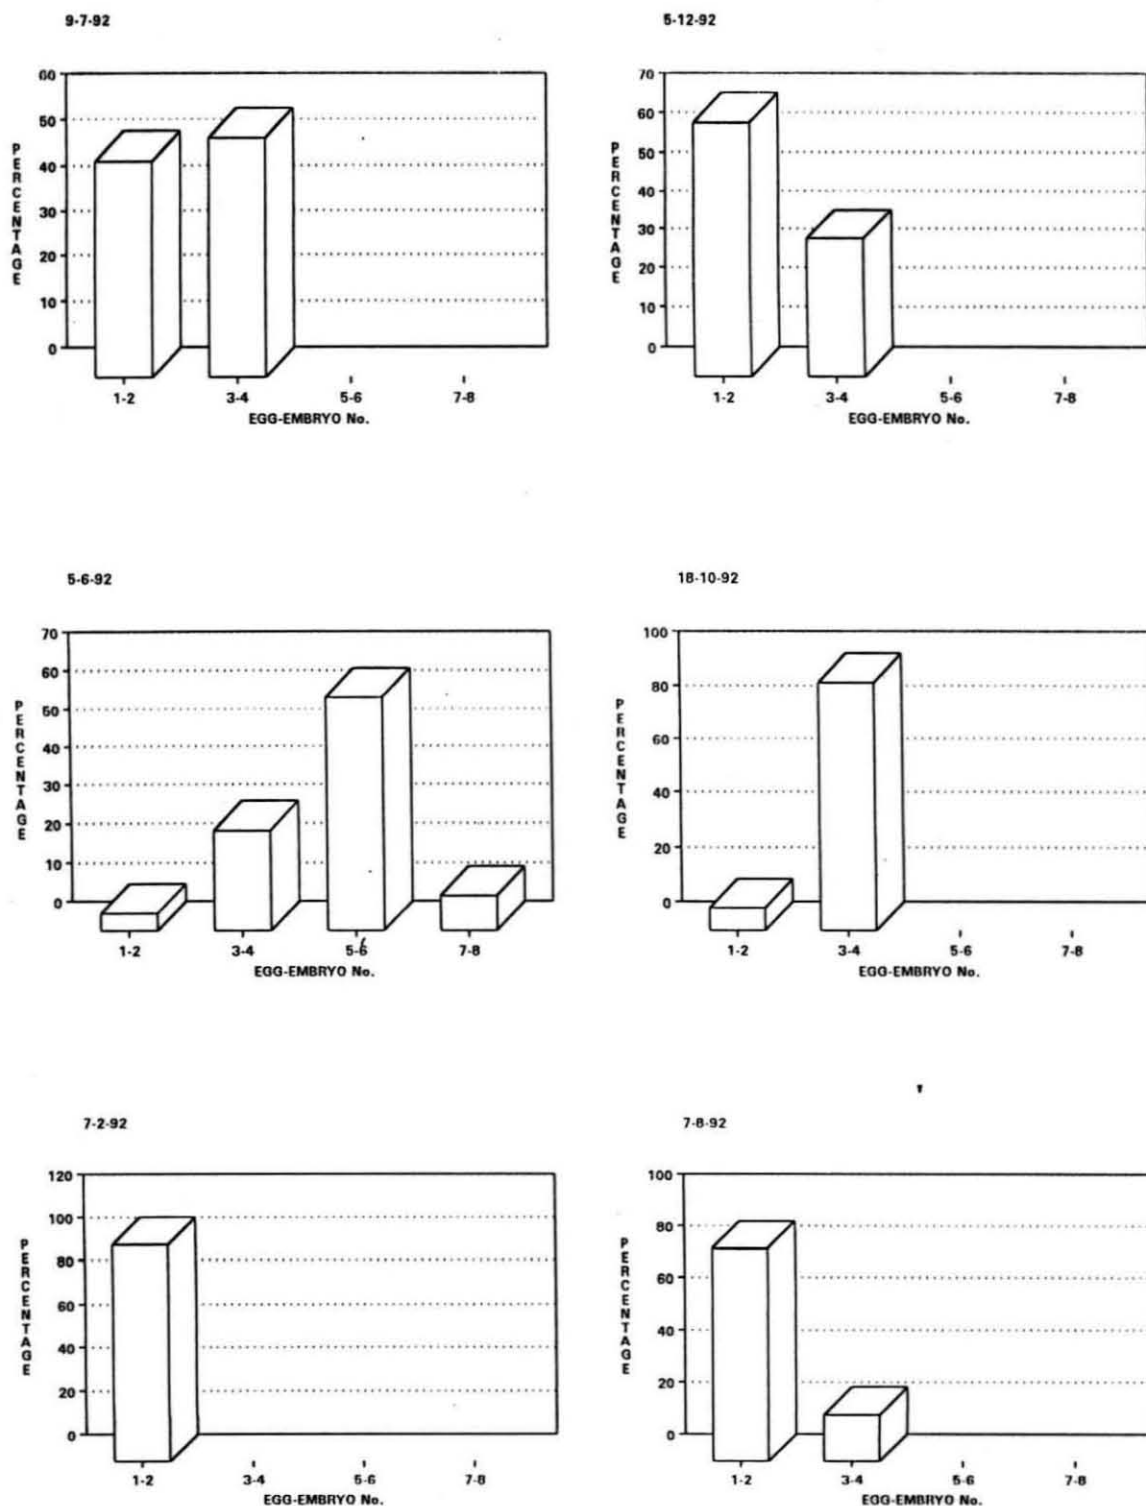 9-7-92
60
50
40
30
20
10
0
PERCENTAGE
1-2 3-4 5-6 7-8
EGG-EMBRYO No.
5-12-92
70
60
50
40
30
20
10
0
PERCENTAGE
1-2 3-4 5-6 7-8
EGG-EMBRYO No.
5-6-92
70
60
50
40
30
20
10
0
PERCENTAGE
1-2 3-4 5-6 7-8
EGG-EMBRYO No.
18-10-92
100
80
60
40
20
0
PERCENTAGE
1-2 3-4 5-6 7-8
EGG-EMBRYO No.
7-2-92
120
100
80
60
40
20
0
PERCENTAGE
1-2 3-4 5-6 7-8
EGG-EMBRYO No.
7-8-92
100
80
60
40
20
0
PERCENTAGE
1-2 3-4 5-6 7-8
EGG-EMBRYO No.